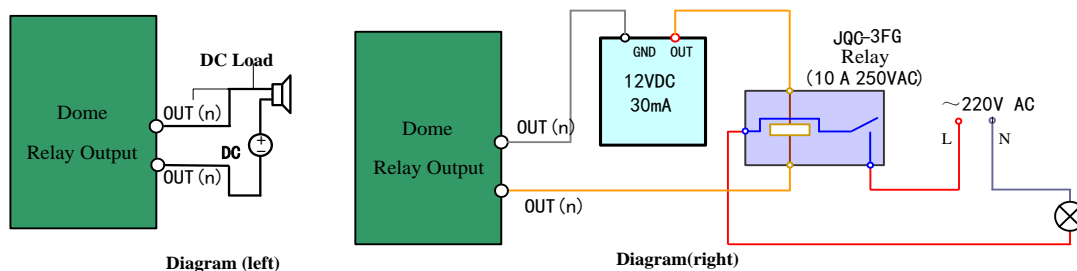 DC Load
Dome
Relay Output
OUT(n)
DC
OUT(n)
Diagram (left)
Dome
Relay Output
OUT(n)
OUT(n)
GND OUT
12VDC
30mA
JQC-3FG
Relay
(10 A 250VAC)
～220V AC
L N
Diagram(right)